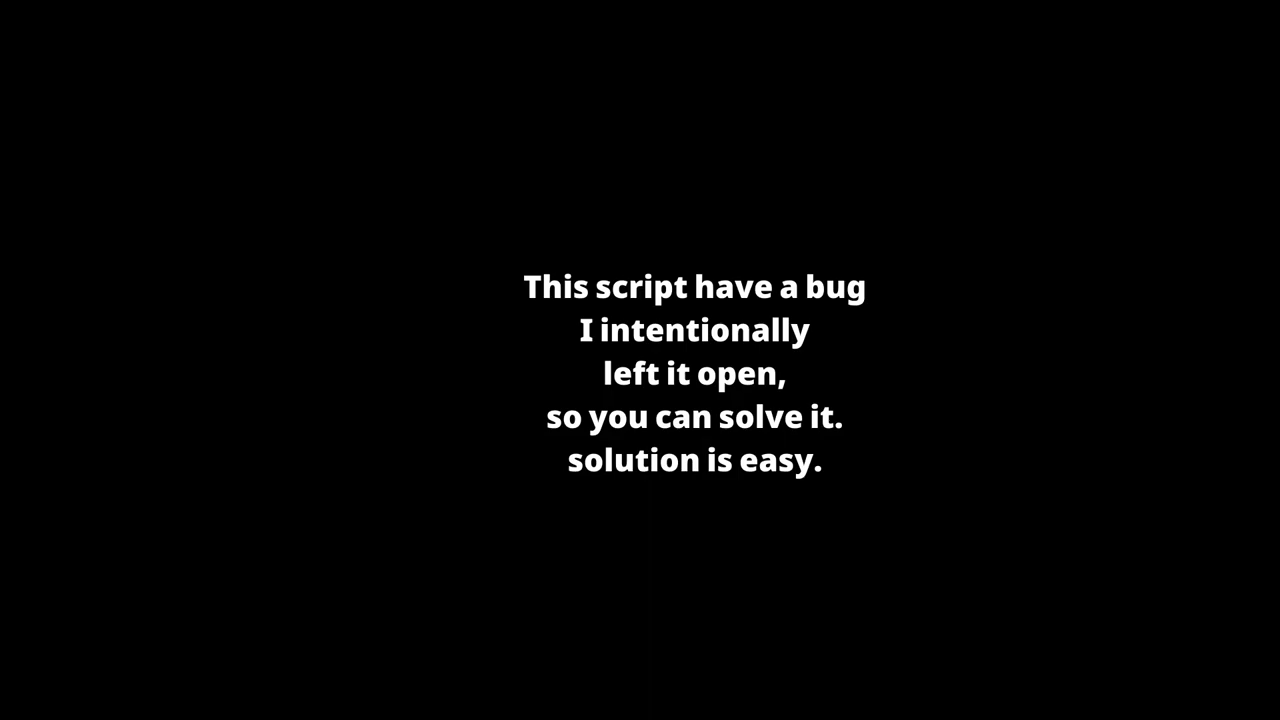 This script have a bug
I intentionally
left it open,
so you can solve it.
solution is easy.